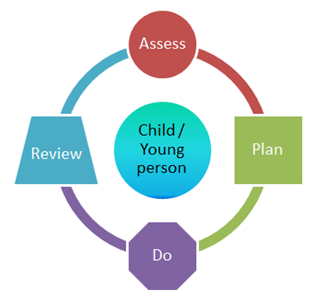 Assess
Child /
Young
person
Review
Plan
Do